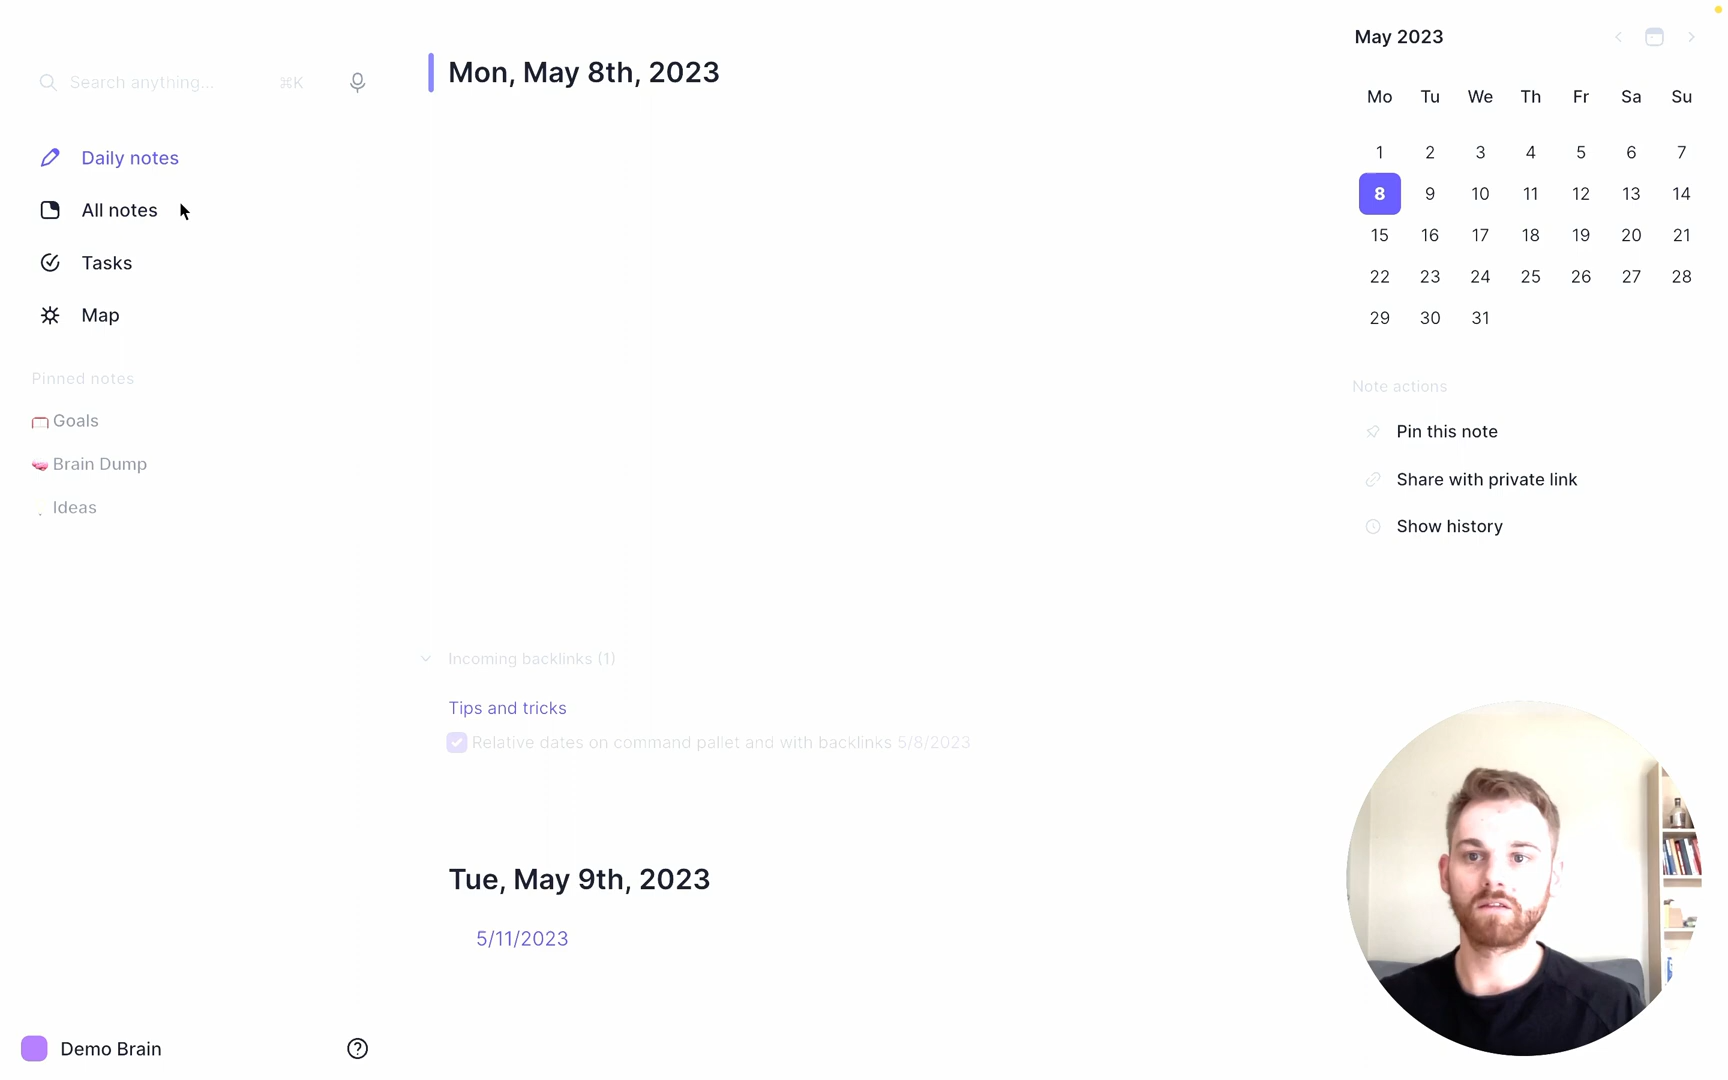 Search anything... ⌘K
Daily notes
All notes
Tasks
Map
Pinned notes
Goals
Brain Dump
Ideas
Demo Brain
Mon, May 8th, 2023
Incoming backlinks (1)
Tips and tricks
Relative dates on command pallet and with backlinks 5/8/2023
Tue, May 9th, 2023
5/11/2023
May 2023
Mo Tu We Th Fr Sa Su
1 2 3 4 5 6 7
8 9 10 11 12 13 14
15 16 17 18 19 20 21
22 23 24 25 26 27 28
29 30 31
Note actions
Pin this note
Share with private link
Show history